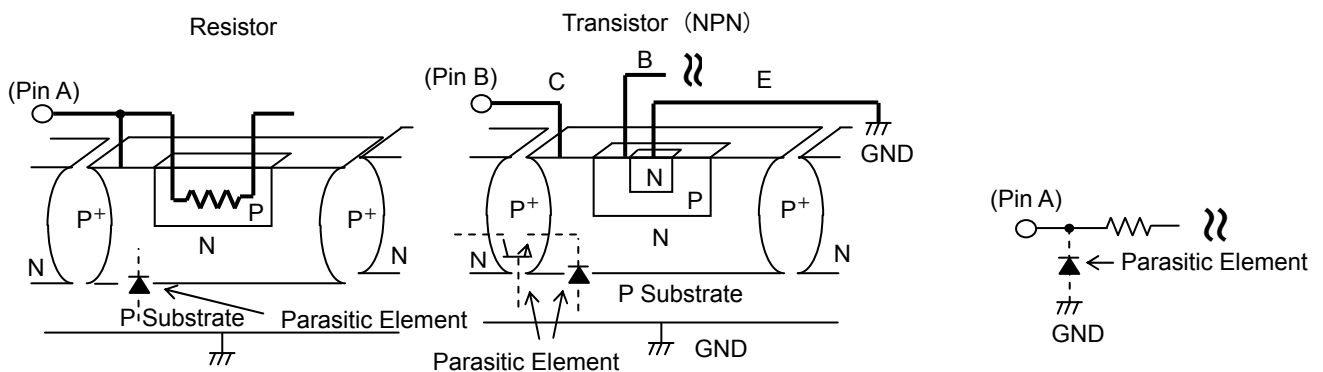 Resistor
(Pin A)
P+
N
P
P+
N
N
P Substrate
Parasitic Element
Transistor（NPN）
(Pin B)
C
B
E
GND
P+
N
P
P+
N
N
N
P Substrate
GND
Parasitic Element
(Pin A)
Parasitic Element
GND